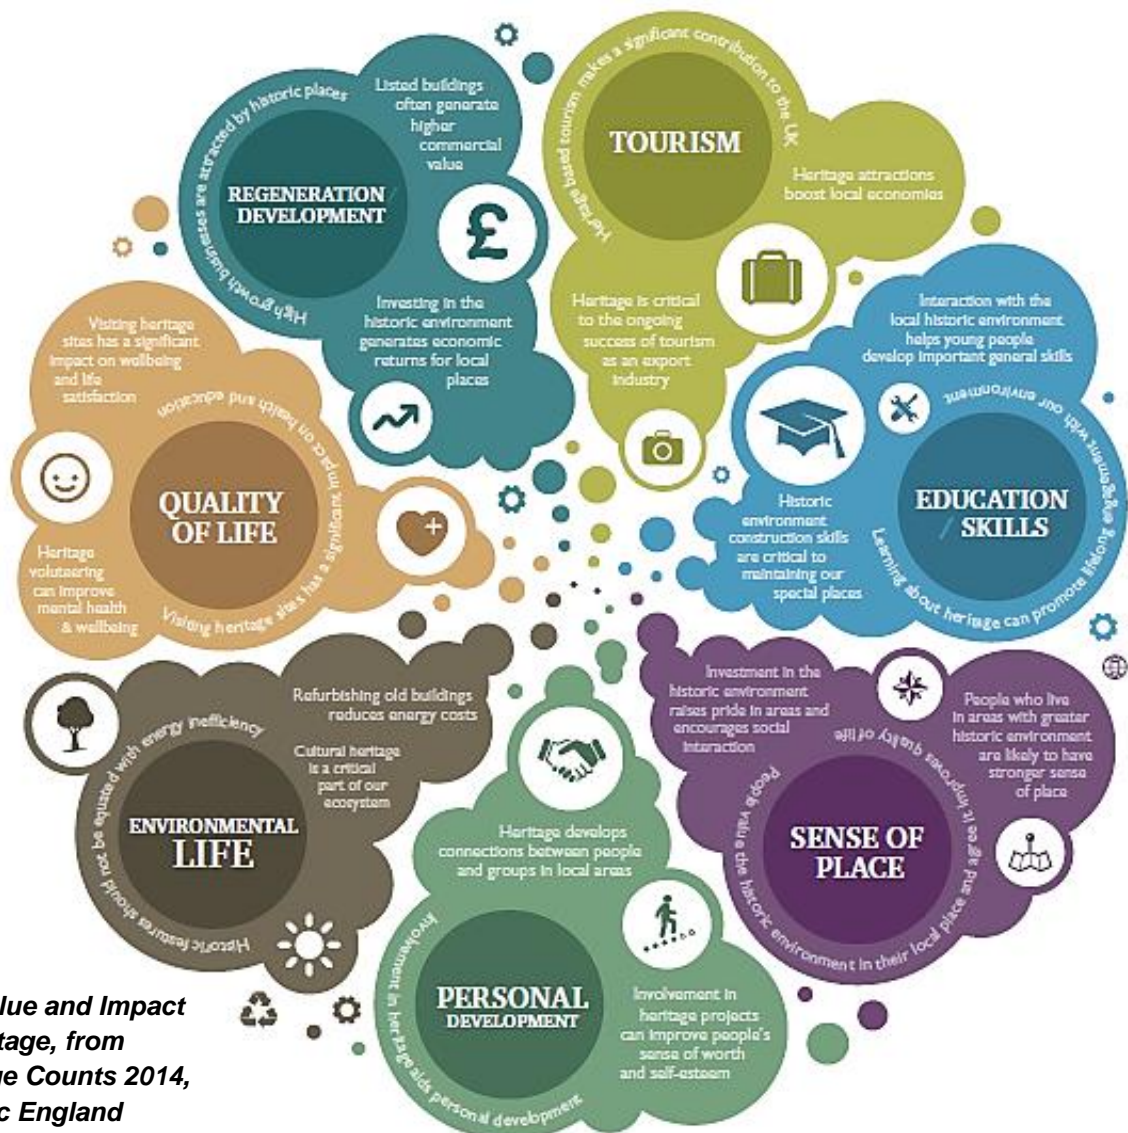 High growth businesses are attracted by historic places
REGENERATION /
DEVELOPMENT
Listed buildings
often generate
higher
commercial
value
£
Investing in the
historic environment
generates economic
returns for local
places
Heritage based tourism makes a significant contribution to the UK
TOURISM
Heritage attractions
boost local economies
Heritage is critical
to the ongoing
success of tourism
as an export
industry
Interaction with the
local historic environment
helps young people
develop important general skills
Learning about heritage can promote lifelong engagement with our environment
EDUCATION
/ SKILLS
Historic
environment
construction skills
are critical to
maintaining our
special places
Visiting heritage
sites has a significant
impact on wellbeing
and life
satisfaction
Visiting heritage sites has a significant impact on health and education
QUALITY
OF LIFE
Heritage
voluteering
can improve
mental health
& wellbeing
Refurbishing old buildings
reduces energy costs
Cultural heritage
is a critical
part of our
ecosystem
Historic features should not be equated with energy inefficiency
ENVIRONMENTAL
LIFE
Heritage develops
connections between people
and groups in local areas
Involvement in heritage aids personal development
PERSONAL
DEVELOPMENT
Involvement in
heritage projects
can improve people's
sense of worth
and self-esteem
Investment in the
historic environment
raises pride in areas and
encourages social
interaction
People who live
in areas with greater
historic environment
are likely to have
stronger sense
of place
People value the historic environment in their local place and agree it improves quality of life
SENSE OF
PLACE
lue and Impact
tage, from
ge Counts 2014,
c England